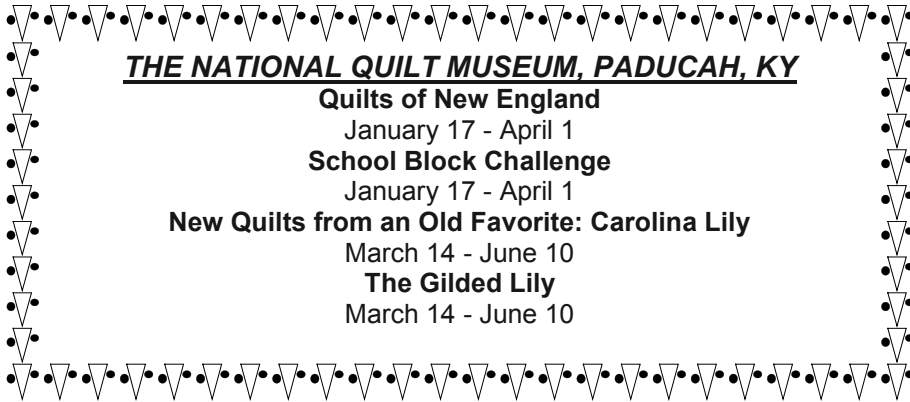 THE NATIONAL QUILT MUSEUM, PADUCAH, KY
Quilts of New England
January 17 - April 1
School Block Challenge
January 17 - April 1
New Quilts from an Old Favorite: Carolina Lily
March 14 - June 10
The Gilded Lily
March 14 - June 10